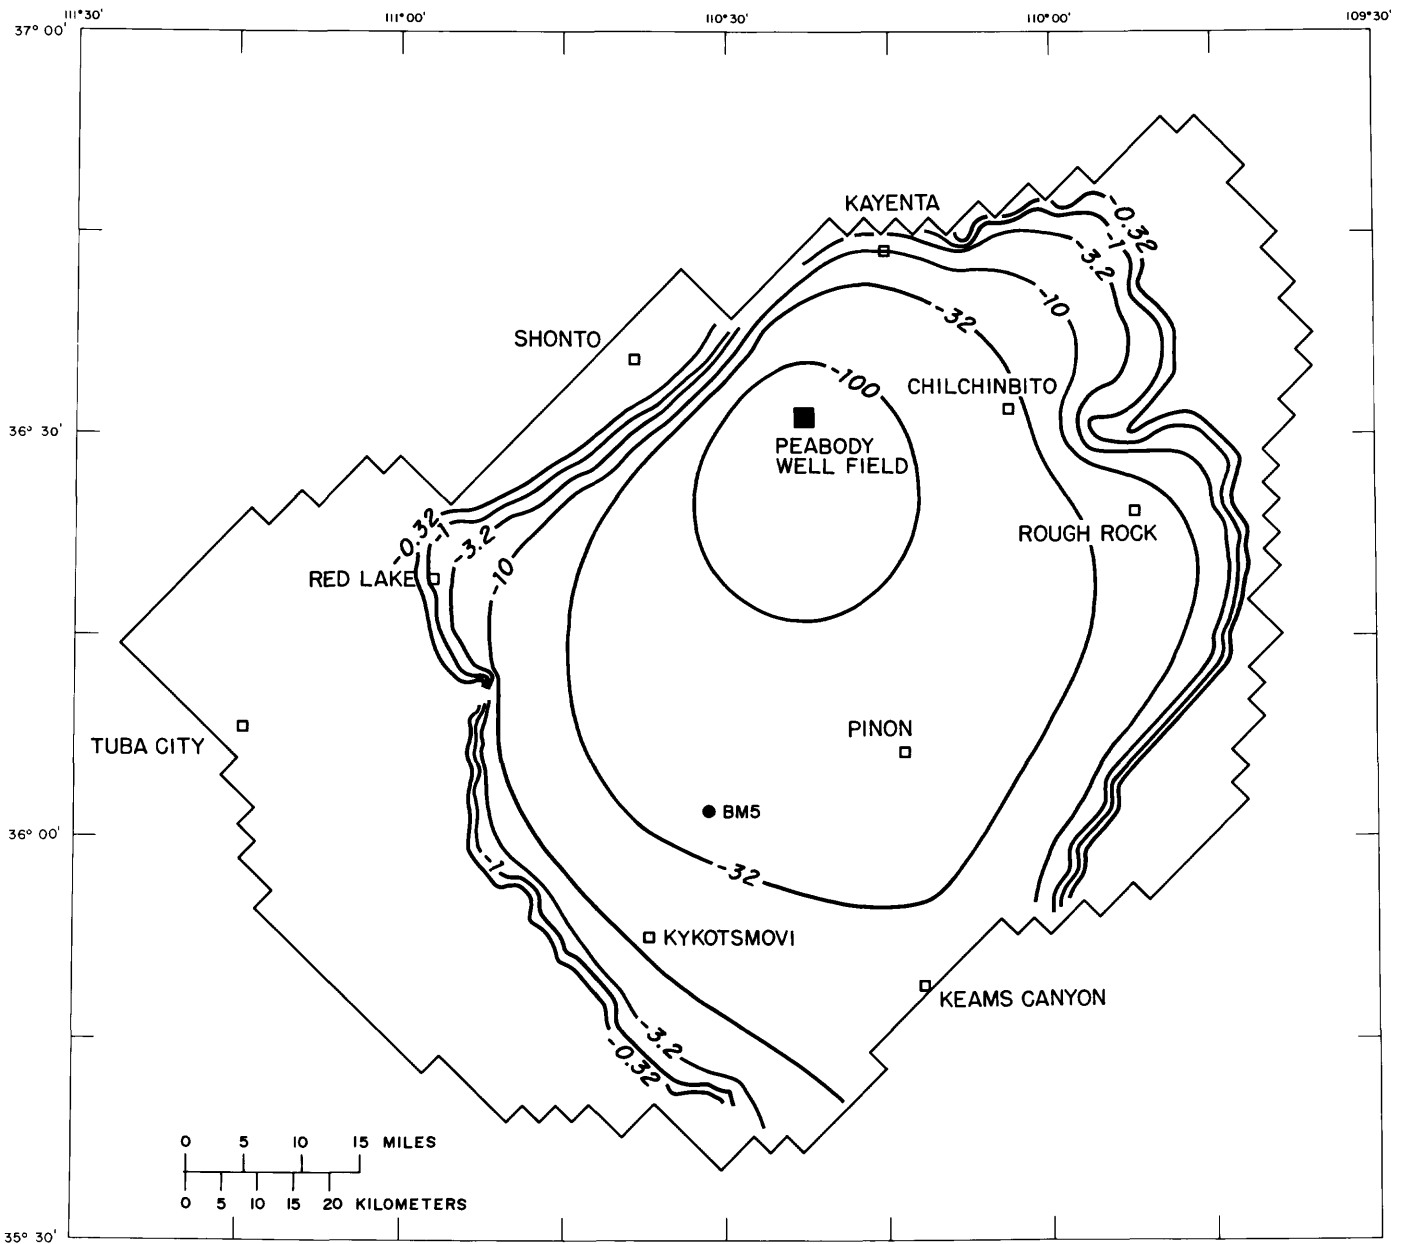 111°30'
111°00'
110°30'
110°00'
109°30'
37° 00'
KAYENTA
-0.32
-1
-3.2
-10
-32
SHONTO
-100
CHILCHINBITO
36° 30'
PEABODY
WELL FIELD
-0.32
-1
-3.2
ROUGH ROCK
-10
RED LAKE
PINON
TUBA CITY
BM5
36° 00'
-1
-32
KYKOTSMOVI
KEAMS CANYON
-3.2
-0.32
0 5 10 15 MILES
0 5 10 15 20 KILOMETERS
35° 30'